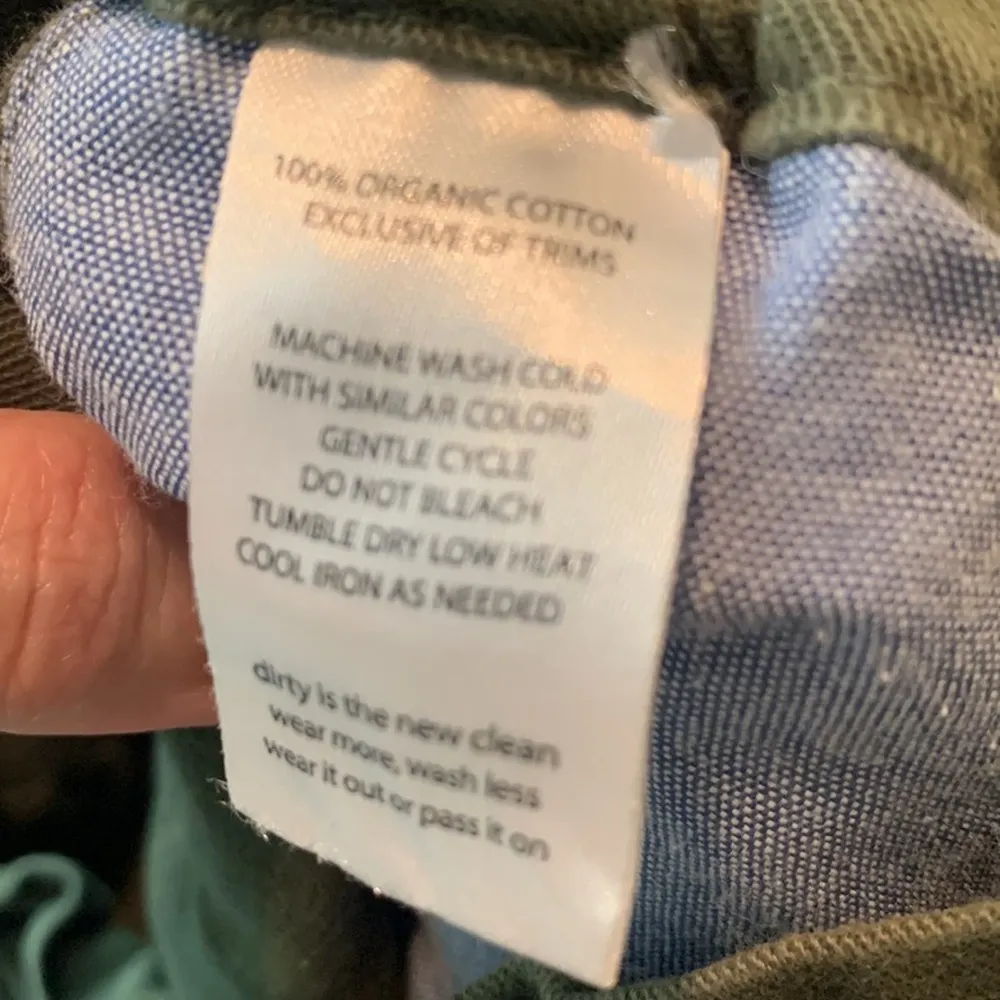 100% ORGANIC COTTON
EXCLUSIVE OF TRIMS
MACHINE WASH COLD
WITH SIMILAR COLORS
GENTLE CYCLE
DO NOT BLEACH
TUMBLE DRY LOW HEAT
COOL IRON AS NEEDED
dirty is the new clean
wear more, wash less
wear it out or pass it on